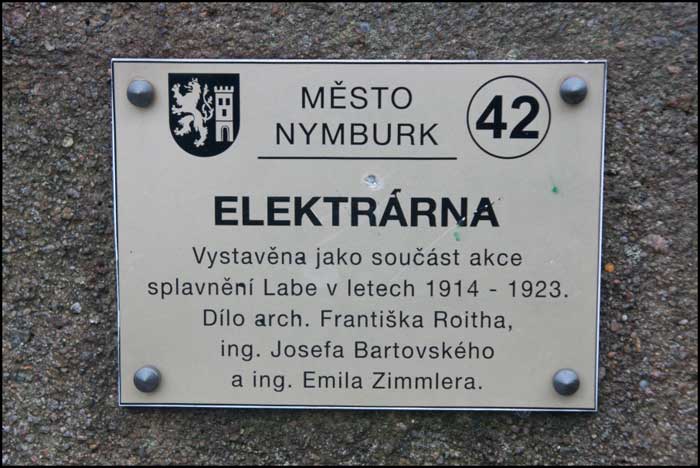 MĚSTO
NYMBURK
42
ELEKTRÁRNA
Vystavěna jako součást akce
splavnění Labe v letech 1914 - 1923.
Dílo arch. Františka Roitha,
ing. Josefa Bartovského
a ing. Emila Zimmlera.